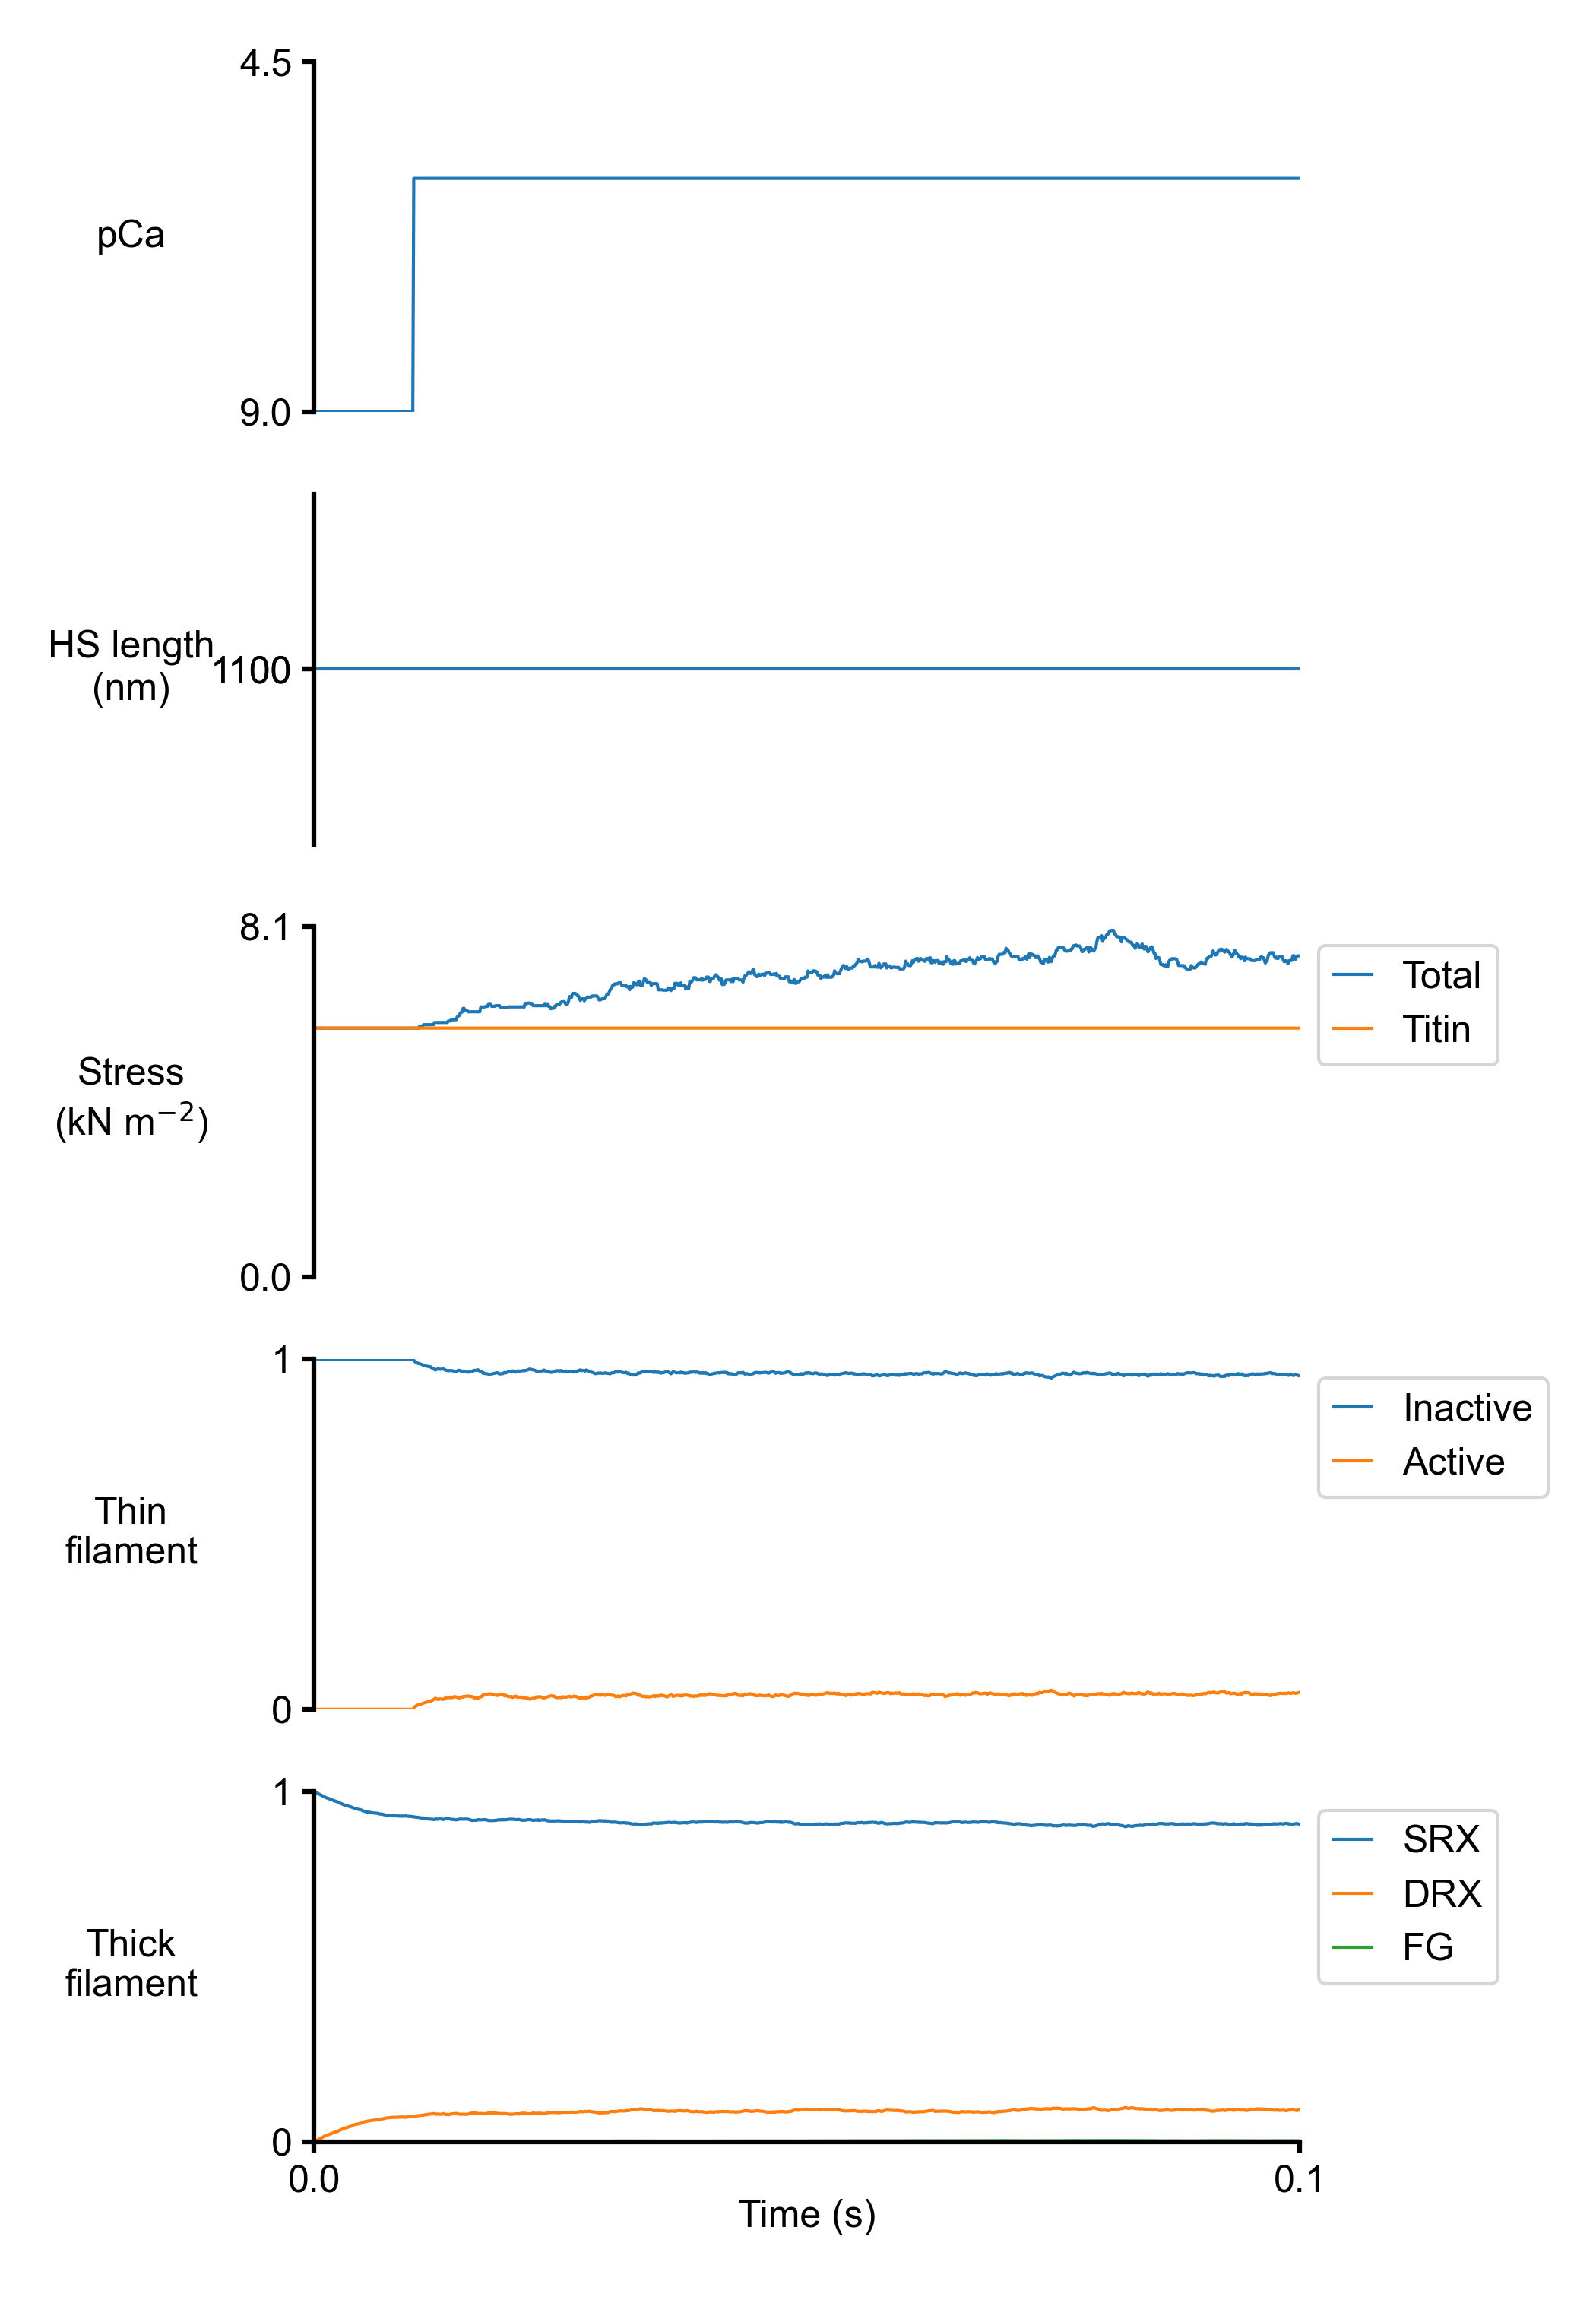 4.5
pCa
9.0
HS length
(nm)
1100
8.1
Total
Titin
Stress
(kN m⁻²)
0.0
1
Inactive
Active
Thin
filament
0
1
SRX
DRX
FG
Thick
filament
0
0.0
0.1
Time (s)